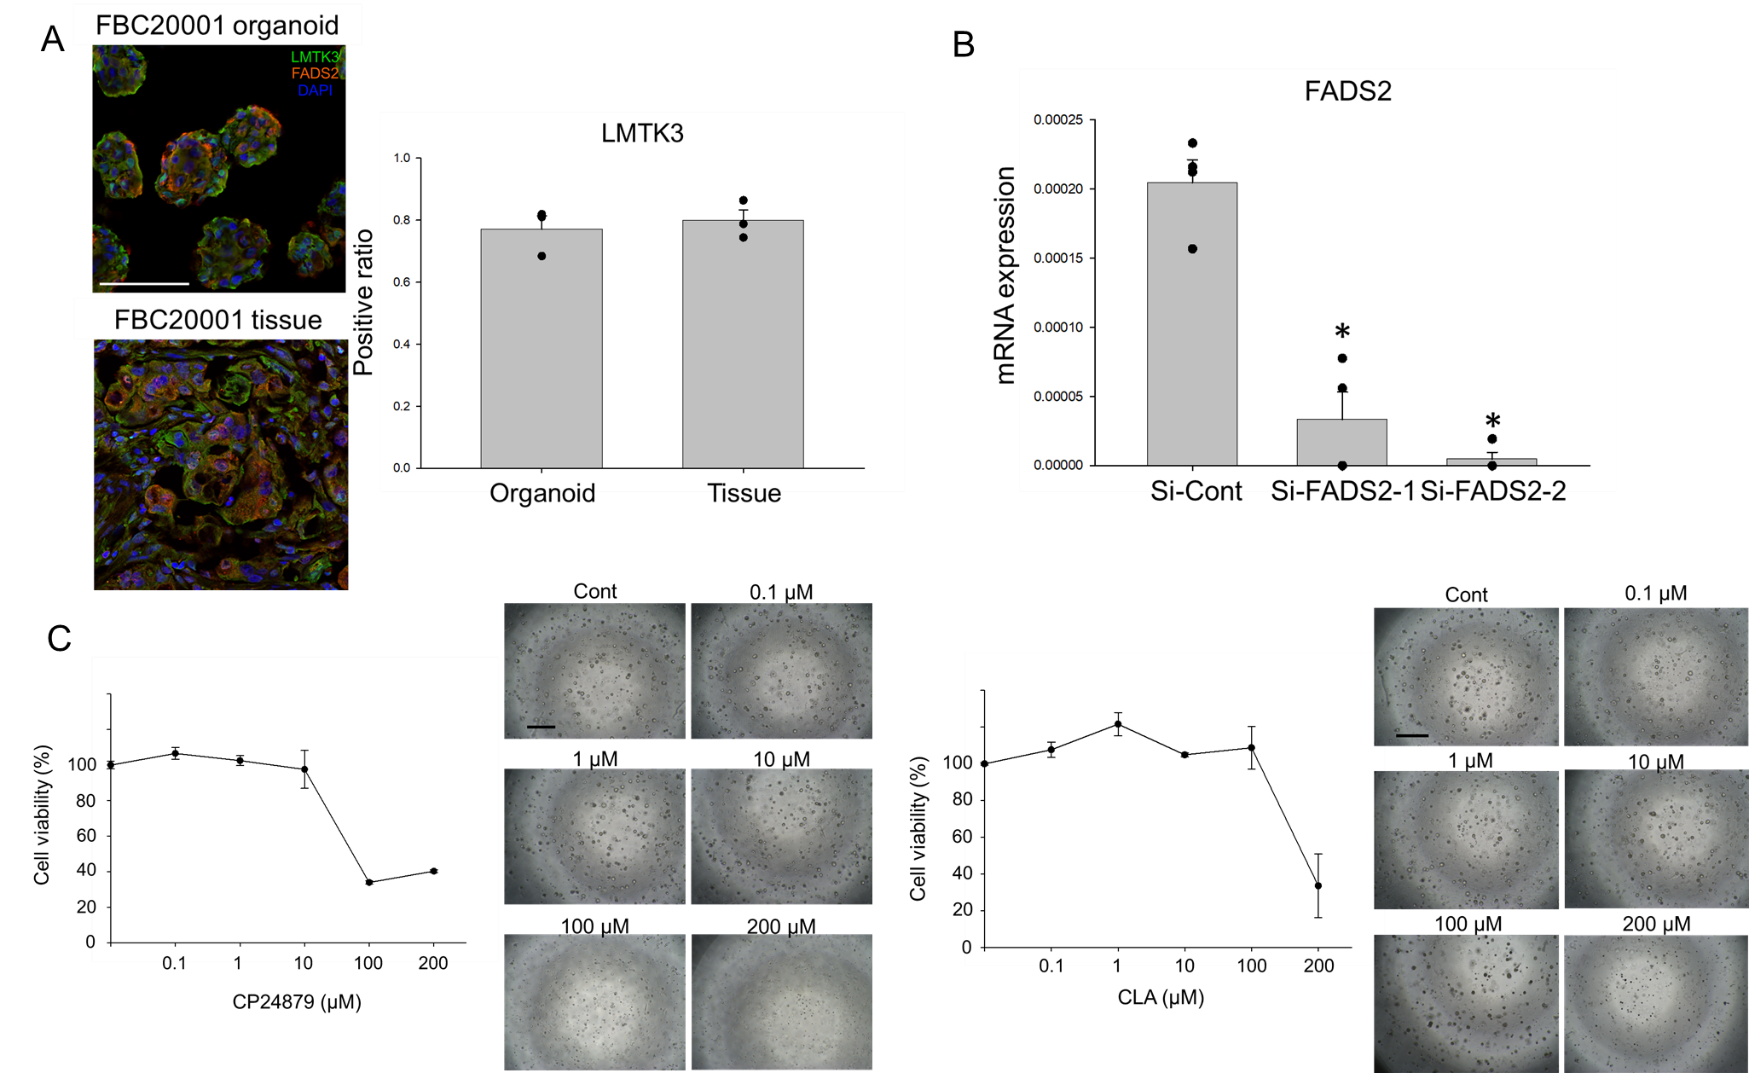 A
FBC20001 organoid
LMTK3
FADS2
DAPI
FBC20001 tissue
LMTK3
Positive ratio
1.0
0.8
0.6
0.4
0.2
0.0
Organoid
Tissue
B
FADS2
mRNA expression
0.00025
0.00020
0.00015
0.00010
0.00005
0.00000
*
*
Si-Cont
Si-FADS2-1
Si-FADS2-2
C
Cell viability (%)
100
80
60
40
20
0
0.1
1
10
100
200
CP24879 (µM)
Cont
0.1 µM
1 µM
10 µM
100 µM
200 µM
Cell viability (%)
100
80
60
40
20
0
0.1
1
10
100
200
CLA (µM)
Cont
0.1 µM
1 µM
10 µM
100 µM
200 µM